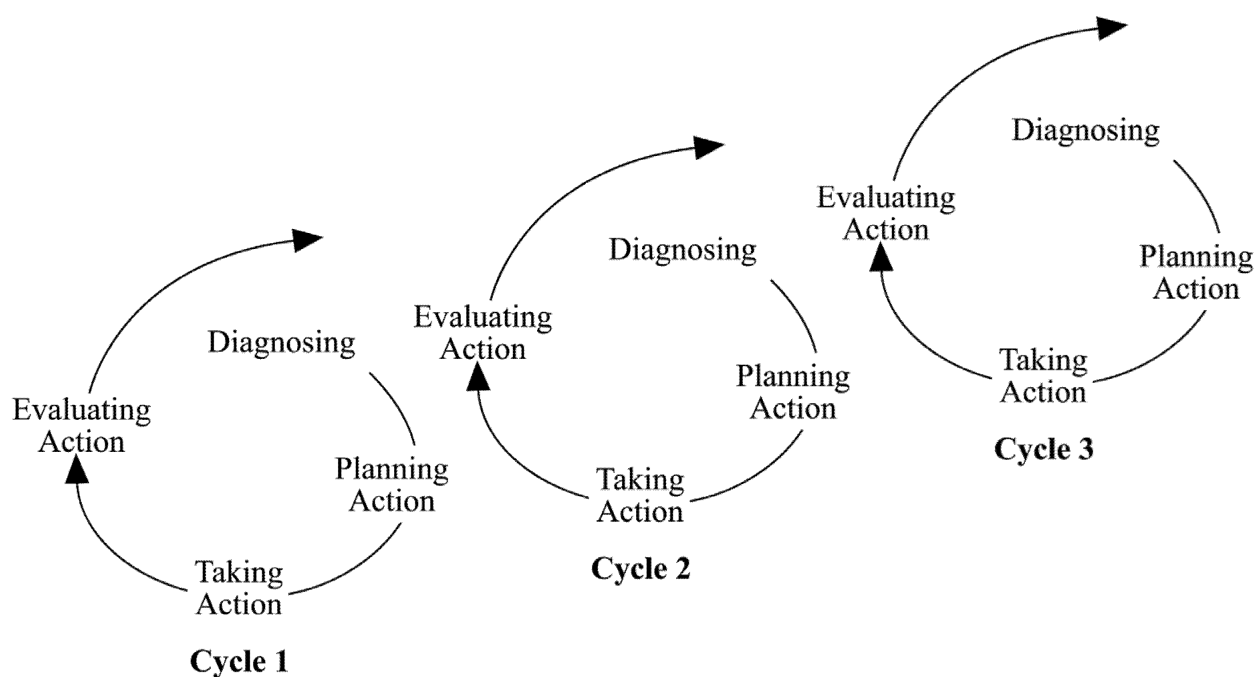 Diagnosing
Planning
Action
Taking
Action
Evaluating
Action
Cycle 1
Diagnosing
Planning
Action
Taking
Action
Evaluating
Action
Cycle 2
Diagnosing
Planning
Action
Taking
Action
Evaluating
Action
Cycle 3